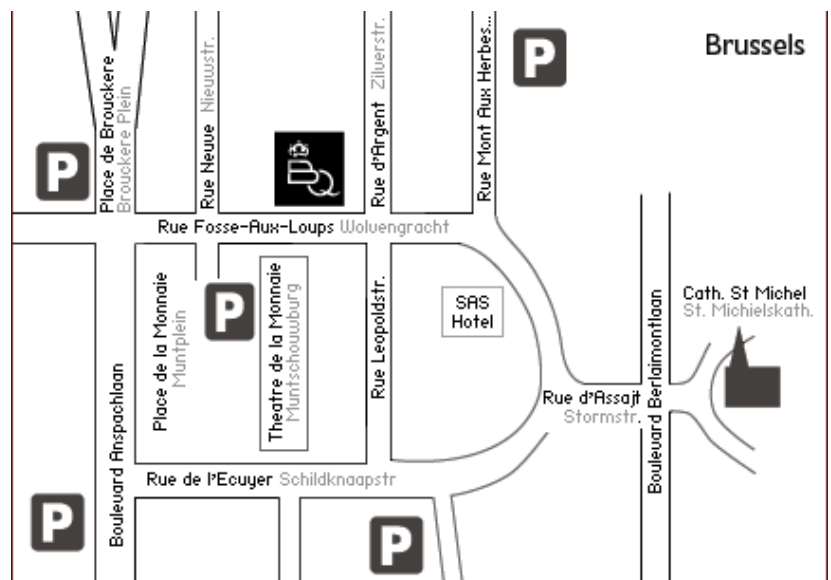 Brussels
P
Place de Brouckere
Brouckere Plein
Rue Neuve Nieuwstr.
Rue d'Argent Zilverstr.
Rue Mont Aux Herbes...
P
BQ
Rue Fosse-Aux-Loups Wolvengracht
Boulevard Anspachlaan
Place de la Monnaie
Muntplein
P
Theatre de la Monnaie
Muntschouwburg
Rue Leopoldstr.
SAS
Hotel
Cath. St Michel
St. Michielskath.
Boulevard Berlaimontlaan
Rue d'Assajt
Stormstr.
Rue de l'Ecuyer Schildknaapstr
P
P